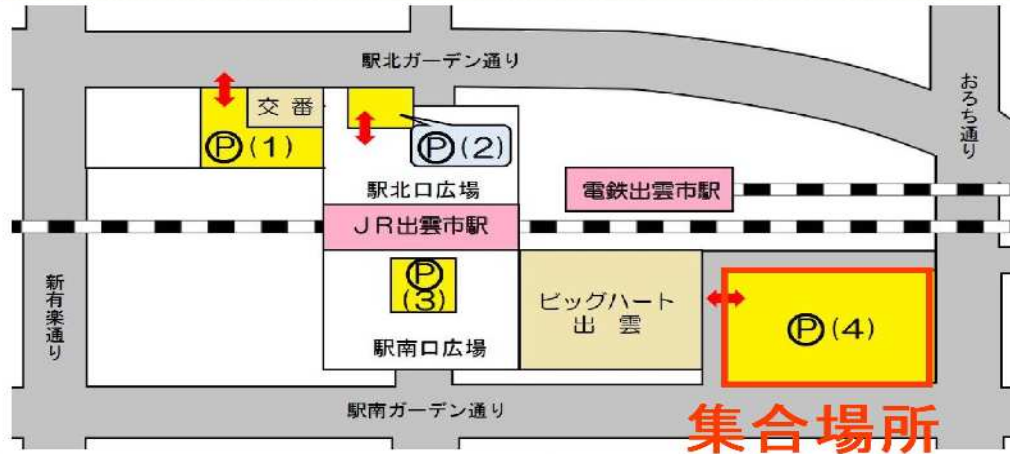 駅北ガーデン通り
交番
Ⓟ(1)
Ⓟ(2)
駅北口広場
電鉄出雲市駅
おろち通り
JR出雲市駅
新有楽通り
Ⓟ
(3)
駅南口広場
ビッグハート
出雲
Ⓟ(4)
駅南ガーデン通り
集合場所